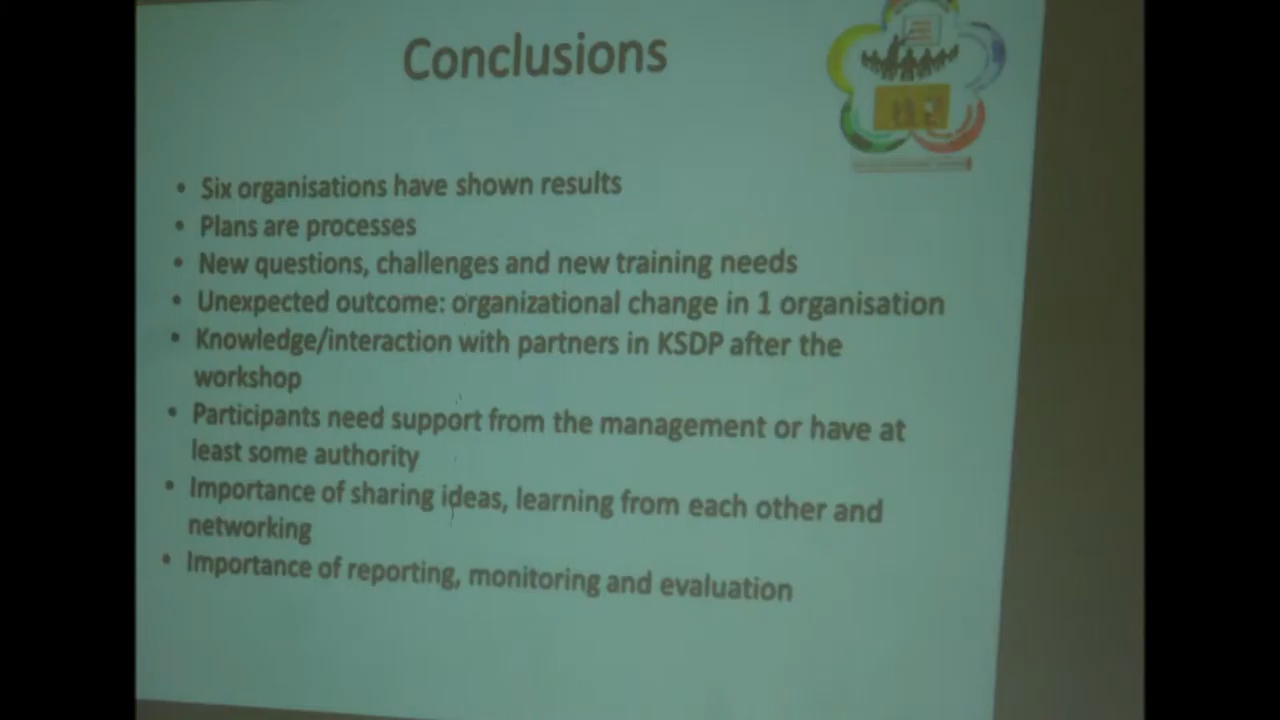 Conclusions
• Six organisations have shown results
• Plans are processes
• New questions, challenges and new training needs
• Unexpected outcome: organizational change in 1 organisation
• Knowledge/interaction with partners in KSDP after the
workshop
• Participants need support from the management or have at
least some authority
• Importance of sharing ideas, learning from each other and
networking
• Importance of reporting, monitoring and evaluation